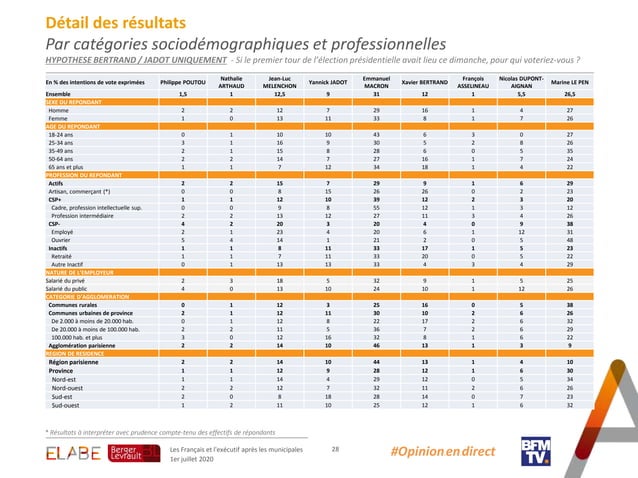 Détail des résultats
Par catégories sociodémographiques et professionnelles
HYPOTHESE BERTRAND / JADOT UNIQUEMENT - Si le premier tour de l'élection présidentielle avait lieu ce dimanche, pour qui voteriez-vous ?
En % des intentions de vote exprimées Philippe POUTOU Nathalie ARTHAUD Jean-Luc MELENCHON Yannick JADOT Emmanuel MACRON Xavier BERTRAND François ASSELINEAU Nicolas DUPONT-AIGNAN Marine LE PEN
Ensemble 1,5 1 12,5 9 31 12 1 5,5 26,5
SEXE DU REPONDANT
Homme 2 2 12 7 29 16 1 4 27
Femme 1 0 13 11 33 8 1 7 26
AGE DU REPONDANT
18-24 ans 0 1 10 10 43 6 3 0 27
25-34 ans 3 1 16 9 30 5 2 8 26
35-49 ans 2 1 15 8 28 6 0 5 35
50-64 ans 2 2 14 7 27 16 1 7 24
65 ans et plus 1 1 7 12 34 18 1 4 22
PROFESSION DU REPONDANT
Actifs 2 2 15 7 29 9 1 6 29
Artisan, commerçant (*) 0 0 8 15 26 26 0 2 23
CSP+ 1 1 12 10 39 12 2 3 20
Cadre, profession intellectuelle sup. 0 0 9 8 55 12 1 3 12
Profession intermédiaire 2 2 13 12 27 11 3 4 26
CSP- 4 2 20 3 20 4 0 9 38
Employé 2 1 23 4 20 6 1 12 31
Ouvrier 5 4 14 1 21 2 0 5 48
Inactifs 1 1 8 11 33 17 1 5 23
Retraité 1 1 7 11 33 20 0 5 22
Autre Inactif 0 1 13 13 33 4 3 4 29
NATURE DE L'EMPLOYEUR
Salarié du privé 2 3 18 5 32 9 1 5 25
Salarié du public 4 0 13 10 24 10 1 12 26
CATEGORIE D'AGGLOMERATION
Communes rurales 0 1 12 3 25 16 0 5 38
Communes urbaines de province 2 1 12 11 30 10 2 6 26
De 2.000 à moins de 20.000 hab. 0 1 12 8 22 17 2 6 32
De 20.000 à moins de 100.000 hab. 2 2 11 5 36 7 2 6 29
100.000 hab. et plus 3 0 12 16 32 8 1 6 22
Agglomération parisienne 2 2 14 10 46 13 1 3 9
REGION DE RESIDENCE
Région parisienne 2 2 14 10 44 13 1 4 10
Province 1 1 12 9 28 12 1 6 30
Nord-est 1 1 14 4 29 12 0 5 34
Nord-ouest 2 2 12 7 32 11 2 6 26
Sud-est 2 0 8 18 28 14 0 7 23
Sud-ouest 1 2 11 10 25 12 1 6 32
* Résultats à interpréter avec prudence compte-tenu des effectifs de répondants
ELABE
Berger Levrault
Les Français et l'exécutif après les municipales
1er juillet 2020
28
#Opinion en direct
BFM TV.